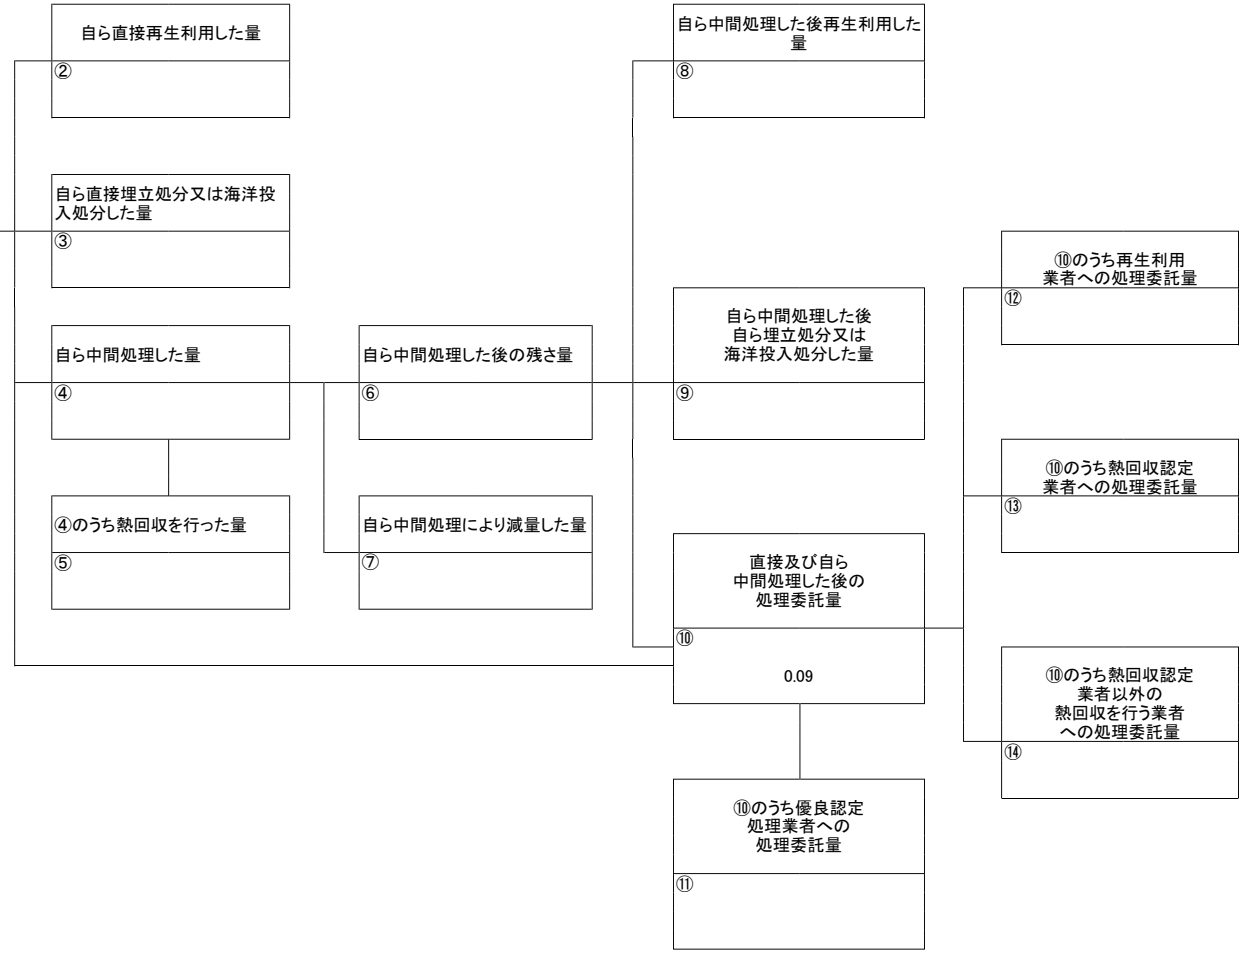 自ら直接再生利用した量
②
自ら直接埋立処分又は海洋投
入処分した量
③
自ら中間処理した量
④
④のうち熱回収を行った量
⑤
自ら中間処理した後の残さ量
⑥
自ら中間処理により減量した量
⑦
自ら中間処理した後再生利用した
量
⑧
自ら中間処理した後
自ら埋立処分又は
海洋投入処分した量
⑨
直接及び自ら
中間処理した後の
処理委託量
⑩
0.09
⑩のうち優良認定
処理業者への
処理委託量
⑪
⑩のうち再生利用
業者への処理委託量
⑫
⑩のうち熱回収認定
業者への処理委託量
⑬
⑩のうち熱回収認定
業者以外の
熱回収を行う業者
への処理委託量
⑭